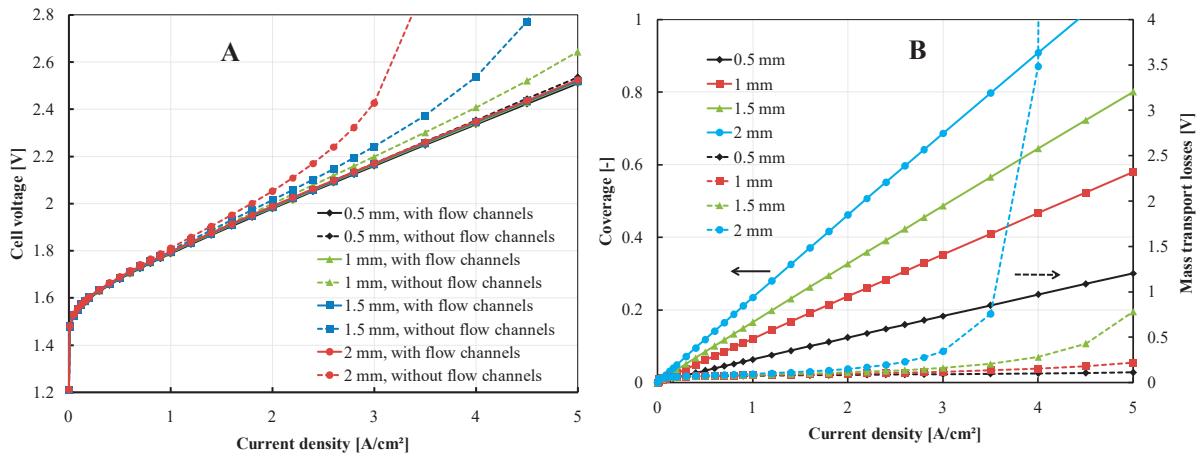 A
2.8
2.6
2.4
2.2
2
1.8
1.6
1.4
1.2
0
1
2
3
4
5
Cell voltage [V]
Current density [A/cm²]
0.5 mm, with flow channels
0.5 mm, without flow channels
1 mm, with flow channels
1 mm, without flow channels
1.5 mm, with flow channels
1.5 mm, without flow channels
2 mm, with flow channels
2 mm, without flow channels
B
1
0.8
0.6
0.4
0.2
0
0
1
2
3
4
5
4
3.5
3
2.5
2
1.5
1
0.5
0
Coverage [-]
Mass transport losses [V]
Current density [A/cm²]
0.5 mm
1 mm
1.5 mm
2 mm
0.5 mm
1 mm
1.5 mm
2 mm